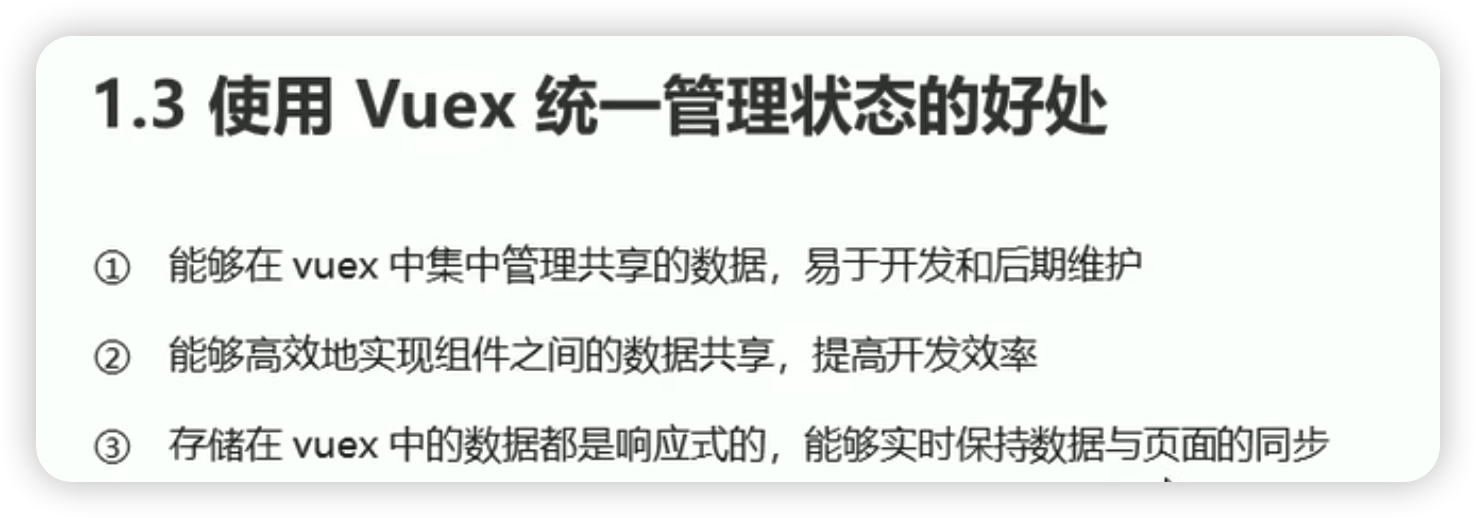 1.3 使用 Vuex 统一管理状态的好处
① 能够在 vuex 中集中管理共享的数据，易于开发和后期维护
② 能够高效地实现组件之间的数据共享，提高开发效率
③ 存储在 vuex 中的数据都是响应式的，能够实时保持数据与页面的同步